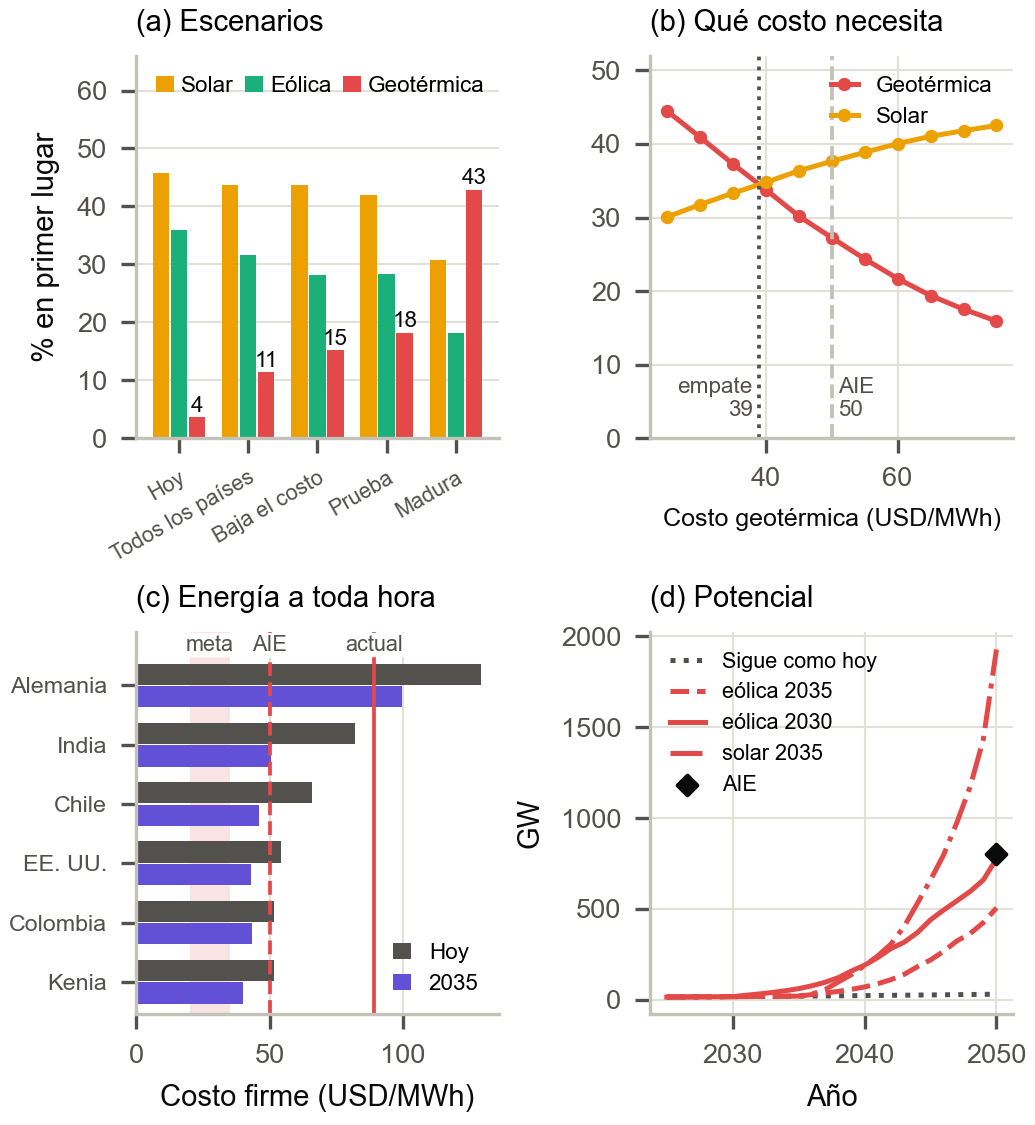 (a) Escenarios
Solar Eólica Geotérmica
% en primer lugar
60
50
40
30
20
10
0
4
11
15
18
43
Hoy
Todos los países
Baja el costo
Prueba
Madura
(b) Qué costo necesita
Geotérmica
Solar
50
40
30
20
10
0
empate
39
AIE
50
40
60
Costo geotérmica (USD/MWh)
(c) Energía a toda hora
meta AIE actual
Alemania
India
Chile
EE. UU.
Colombia
Kenia
Hoy
2035
0
50
100
Costo firme (USD/MWh)
(d) Potencial
Sigue como hoy
eólica 2035
eólica 2030
solar 2035
AIE
GW
2000
1500
1000
500
0
2030
2040
2050
Año